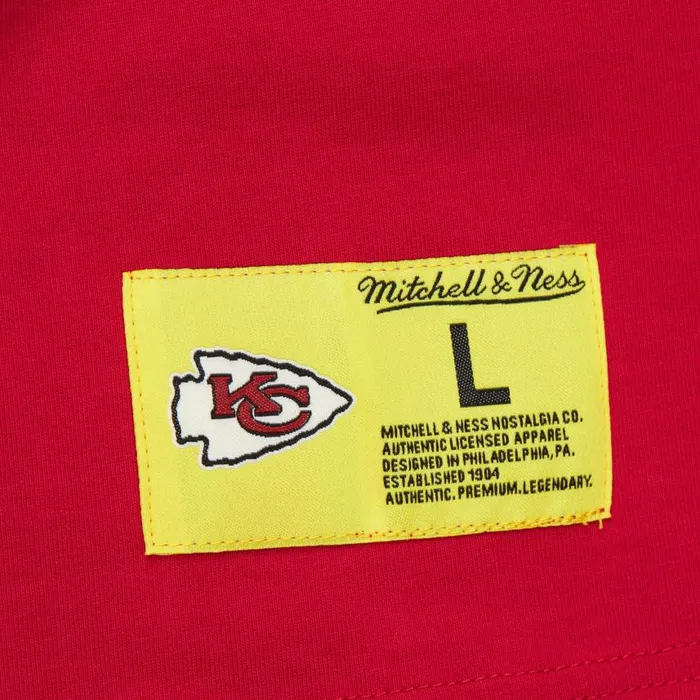 Mitchell & Ness
KC
L
MITCHELL & NESS NOSTALGIA CO.
AUTHENTIC LICENSED APPAREL
DESIGNED IN PHILADELPHIA, PA.
ESTABLISHED 1904
AUTHENTIC. PREMIUM. LEGENDARY.